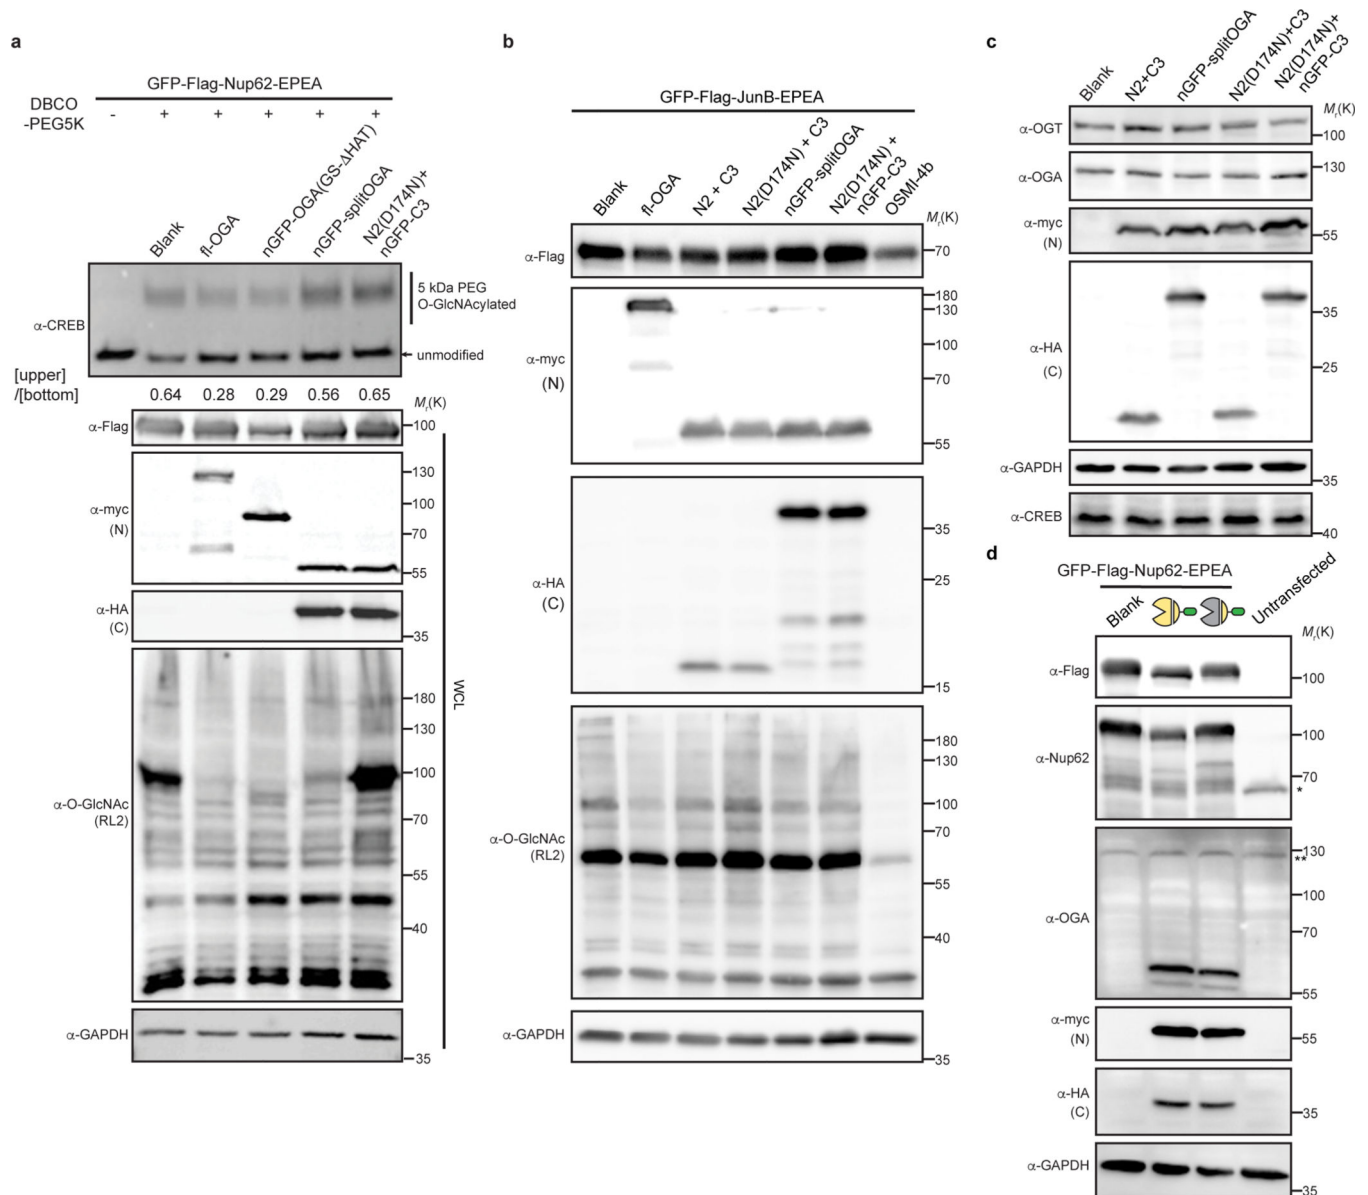 a
GFP-Flag-Nup62-EPEA
DBCO
-PEG5K
- + + + + +
Blank
fl-OGA
nGFP-OGA(GS-ΔHAT)
nGFP-splitOGA
N2(D174N)+
nGFP-C3
5 kDa PEG
O-GlcNAcylated
α-CREB
unmodified
[upper]
/[bottom]
0.64 0.28 0.29 0.56 0.65
Mr(K)
α-Flag
100
α-myc
(N)
130
100
70
55
α-HA
(C)
35
WCL
α-O-GlcNAc
(RL2)
180
130
100
70
55
40
α-GAPDH
35
b
GFP-Flag-JunB-EPEA
Blank
fl-OGA
N2 + C3
N2(D174N) + C3
nGFP-splitOGA
N2(D174N) +
nGFP-C3
OSMI-4b
Mr(K)
α-Flag
70
α-myc
(N)
180
130
100
70
55
α-HA
(C)
35
25
15
α-O-GlcNAc
(RL2)
180
130
100
70
55
40
α-GAPDH
35
c
Blank
N2+C3
nGFP-splitOGA
N2(D174N)+C3
N2(D174N)+
nGFP-C3
Mr(K)
α-OGT
100
α-OGA
130
α-myc
(N)
55
α-HA
(C)
35
25
α-GAPDH
35
α-CREB
40
d
GFP-Flag-Nup62-EPEA
Blank
Untransfected
Mr(K)
α-Flag
100
α-Nup62
100
70
*
α-OGA
130
**
100
70
55
α-myc
(N)
55
α-HA
(C)
35
α-GAPDH
35